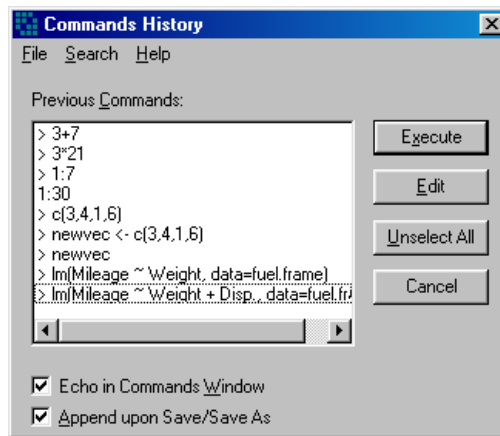 Commands History
File Search Help
Previous Commands:
> 3+7
> 3*21
> 1:7
1:30
> c(3,4,1,6)
> newvec <- c(3,4,1,6)
> newvec
> lm(Mileage ~ Weight, data=fuel.frame)
> lm(Mileage ~ Weight + Disp., data=fuel.fr
Execute
Edit
Unselect All
Cancel
Echo in Commands Window
Append upon Save/Save As